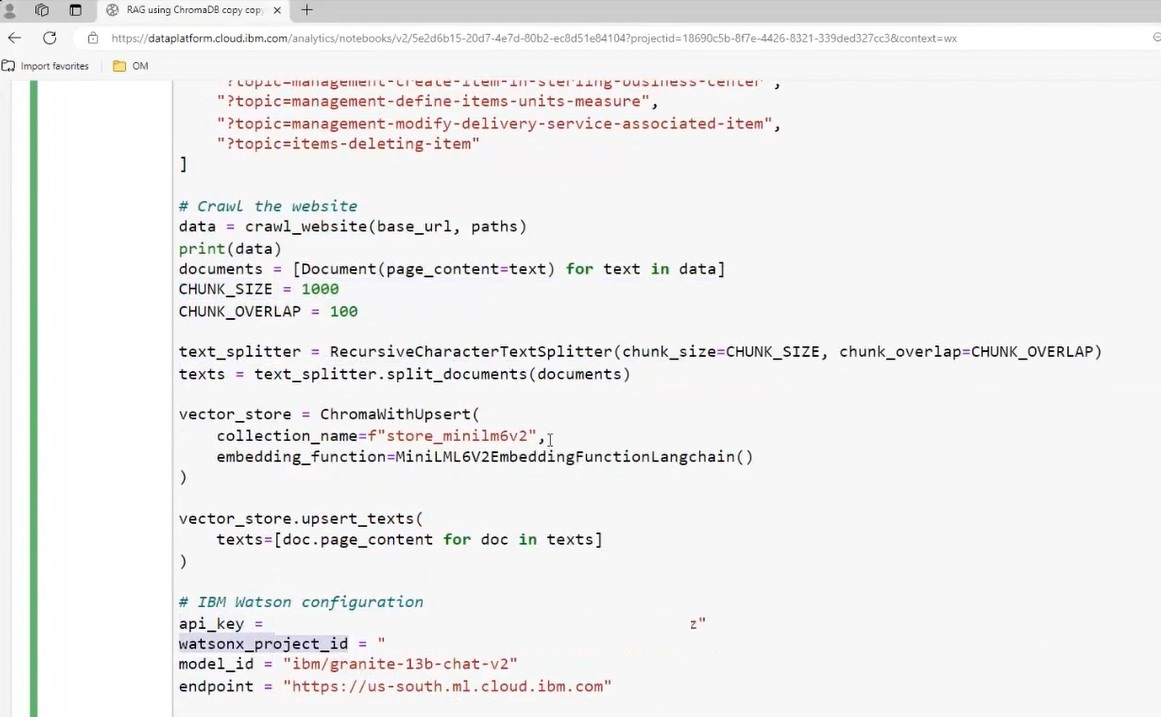 RAG using ChromaDB copy copy
https://dataplatform.cloud.ibm.com/analytics/notebooks/v2/5e2d6b15-20d7-4e7d-80b2-ec8d51e84104?projectid=18690c5b-8f7e-4426-8321-339ded327cc3&context=wx
Import favorites OM
"?topic=management-create-item-in-sterling-business-center",
"?topic=management-define-items-units-measure",
"?topic=management-modify-delivery-service-associated-item",
"?topic=items-deleting-item"
]
# Crawl the website
data = crawl_website(base_url, paths)
print(data)
documents = [Document(page_content=text) for text in data]
CHUNK_SIZE = 1000
CHUNK_OVERLAP = 100
text_splitter = RecursiveCharacterTextSplitter(chunk_size=CHUNK_SIZE, chunk_overlap=CHUNK_OVERLAP)
texts = text_splitter.split_documents(documents)
vector_store = ChromaWithUpsert(
collection_name=f"store_minilm6v2",
embedding_function=MiniLML6V2EmbeddingFunctionLangchain()
)
vector_store.upsert_texts(
texts=[doc.page_content for doc in texts]
)
# IBM Watson configuration
api_key = z"
watsonx_project_id = "
model_id = "ibm/granite-13b-chat-v2"
endpoint = "https://us-south.ml.cloud.ibm.com"